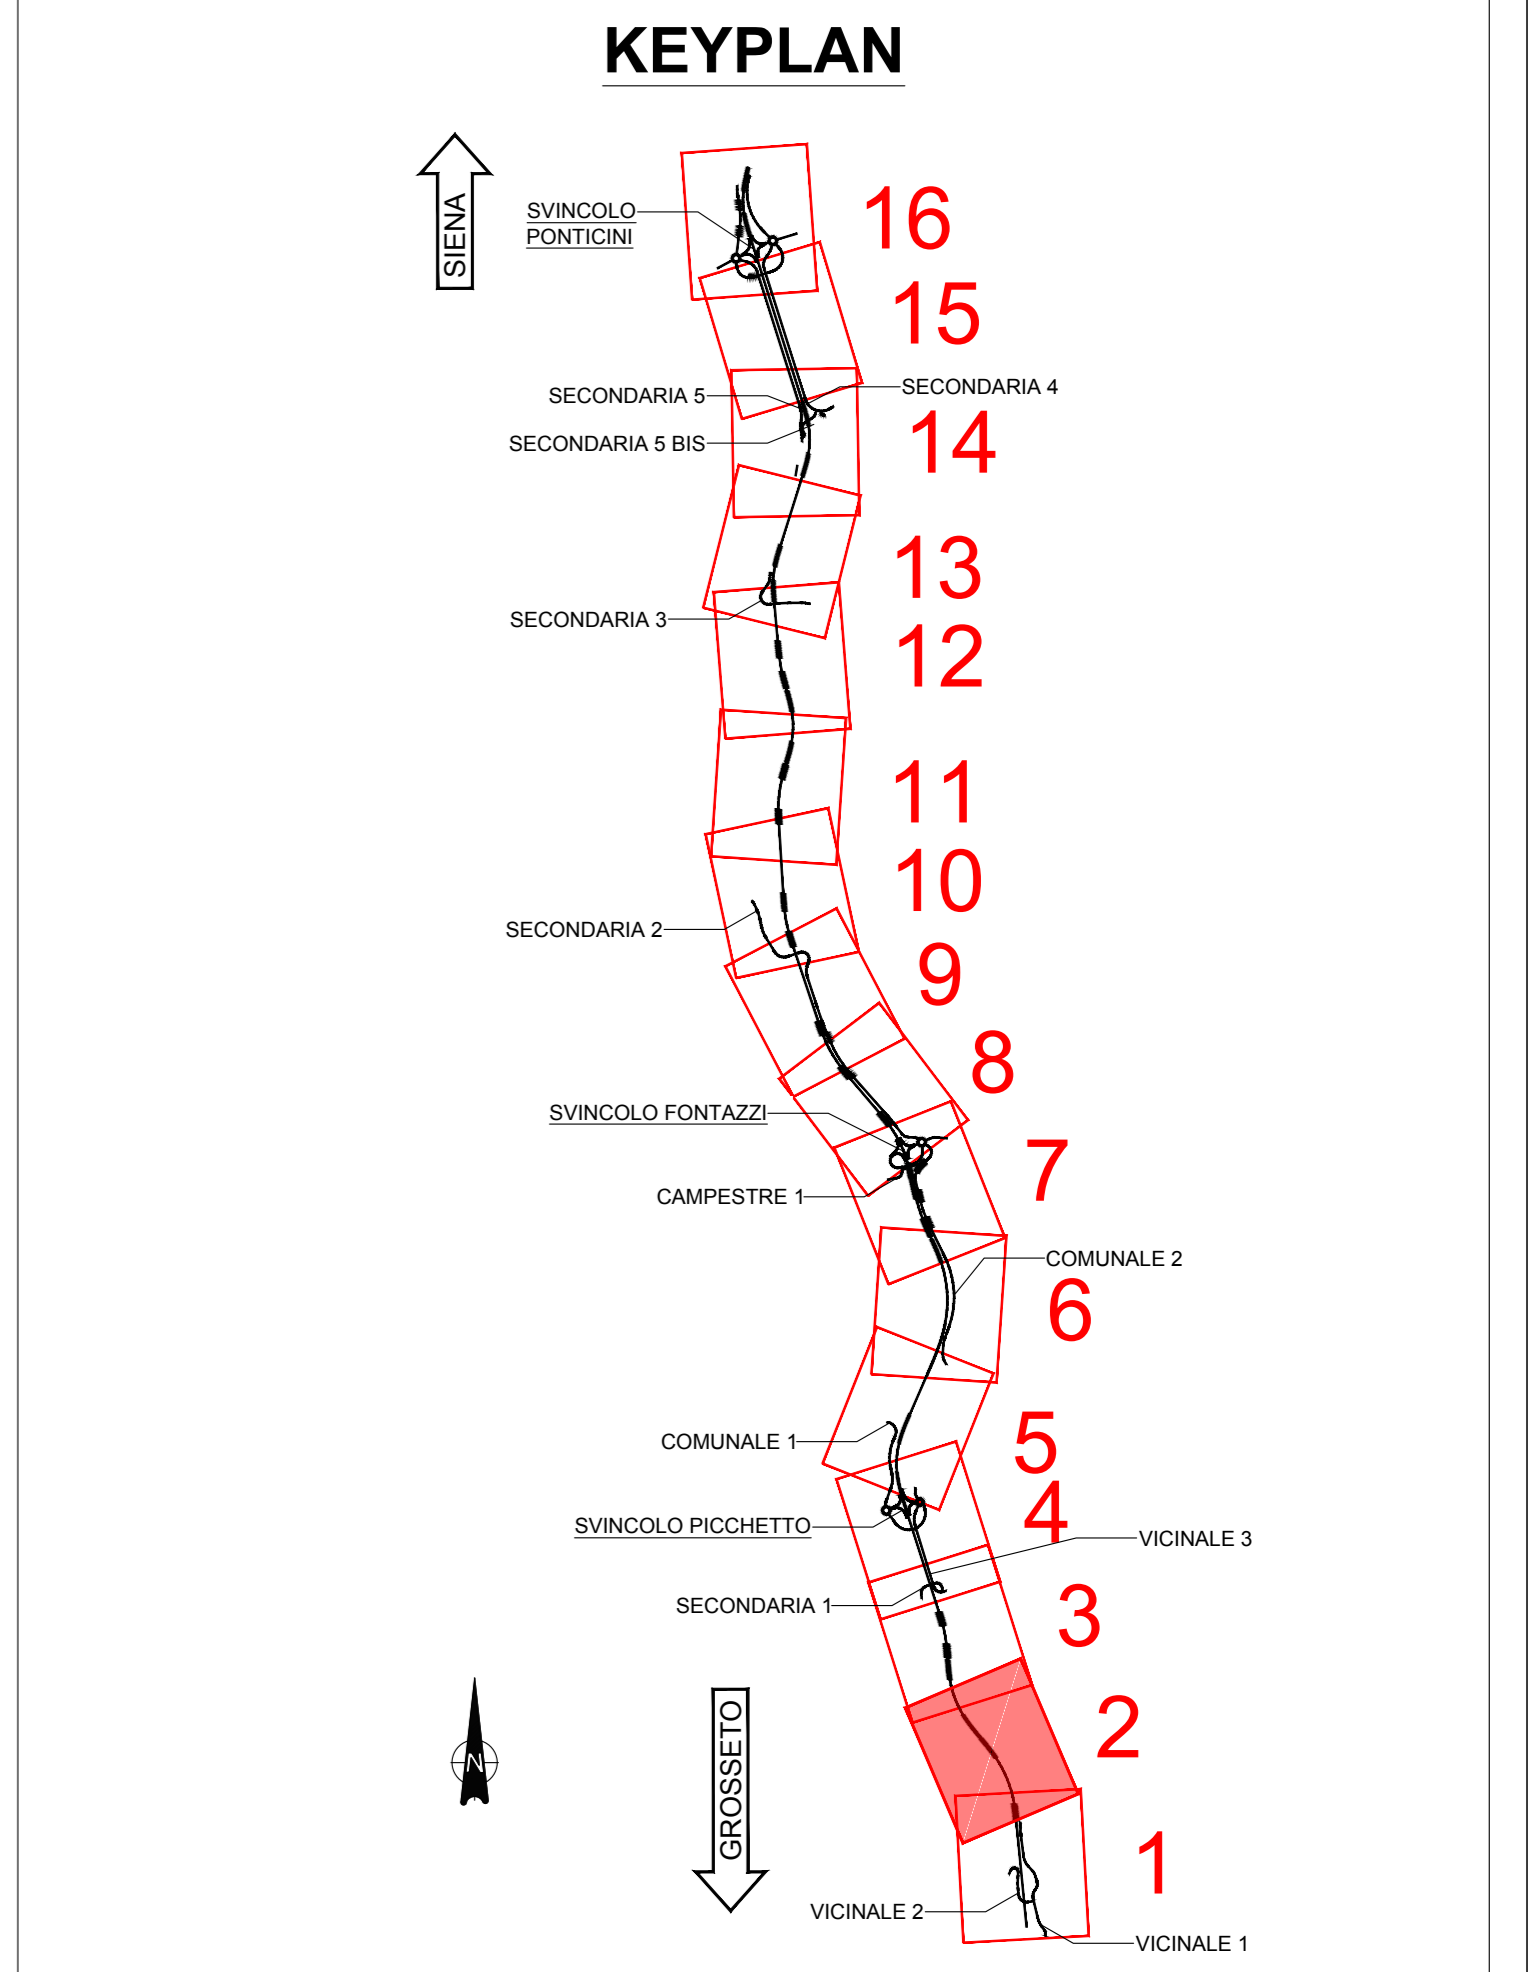 KEYPLAN
SIENA
16
SVINCOLO
PONTICINI
15
SECONDARIA 5
SECONDARIA 4
14
SECONDARIA 5 BIS
13
SECONDARIA 3
12
11
10
SECONDARIA 2
9
8
SVINCOLO FONTAZZI
7
CAMPESTRE 1
COMUNALE 2
6
COMUNALE 1
5
4
SVINCOLO PICCHETTO
VICINALE 3
SECONDARIA 1
3
2
N
GROSSETO
1
VICINALE 2
VICINALE 1